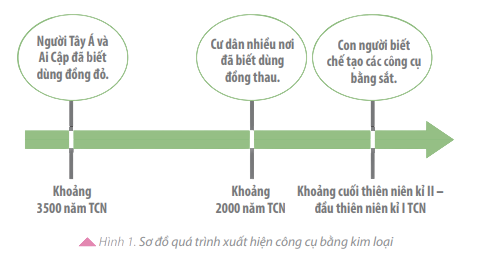 Người Tây Á và
Ai Cập đã biết
dùng đồng đỏ.
Cư dân nhiều nơi
đã biết dùng
đồng thau.
Con người biết
chế tạo các công cụ
bằng sắt.
Khoảng
3500 năm TCN
Khoảng
2000 năm TCN
Khoảng cuối thiên niên kỉ II –
đầu thiên niên kỉ I TCN
Hình 1. Sơ đồ quá trình xuất hiện công cụ bằng kim loại